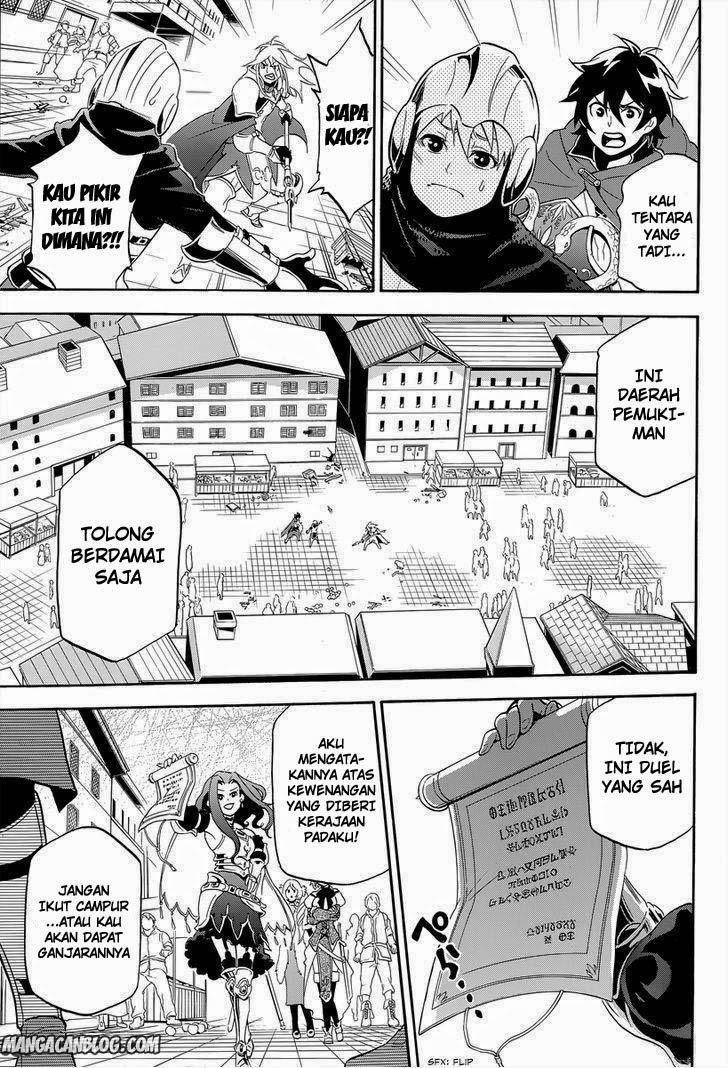 KAU
TENTARA
YANG
TADI...
SIAPA
KAU?!
KAU PIKIR
KITA INI
DIMANA?!!
INI
DAERAH
PEMUKI-
MAN
TOLONG
BERDAMAI
SAJA
TIDAK,
INI DUEL
YANG SAH
SFX: FLIP
AKU
MENGATA-
KANNYA ATAS
KEWENANGAN
YANG DIBERI
KERAJAAN
PADAKU!
JANGAN
IKUT CAMPUR
...ATAU KAU
AKAN DAPAT
GANJARANNYA
MANGACANBLOG.COM